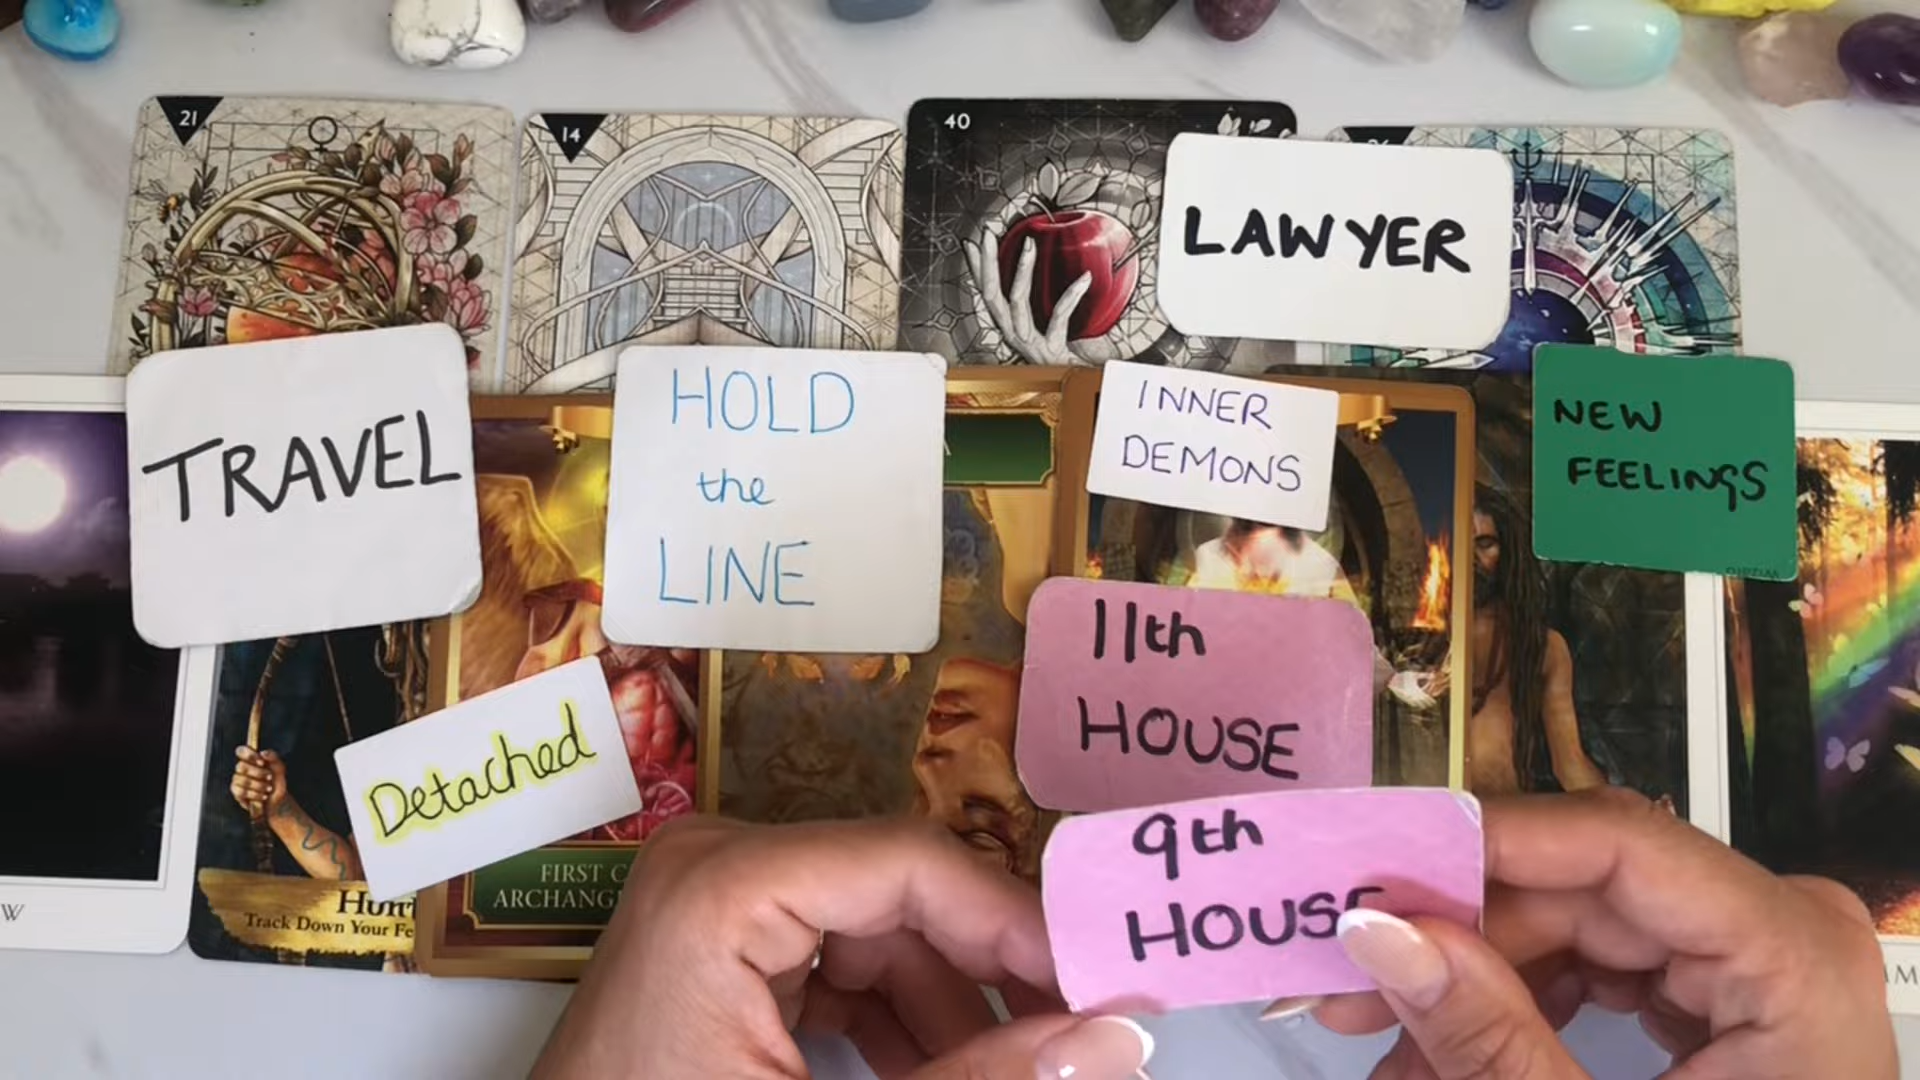 21
14
40
LAWYER
TRAVEL
HOLD
the
LINE
INNER
DEMONS
NEW
FEELINGS
11th
HOUSE
Detached
9th
HOUSE
FIRST
ARCHANG
Track Down Your
W